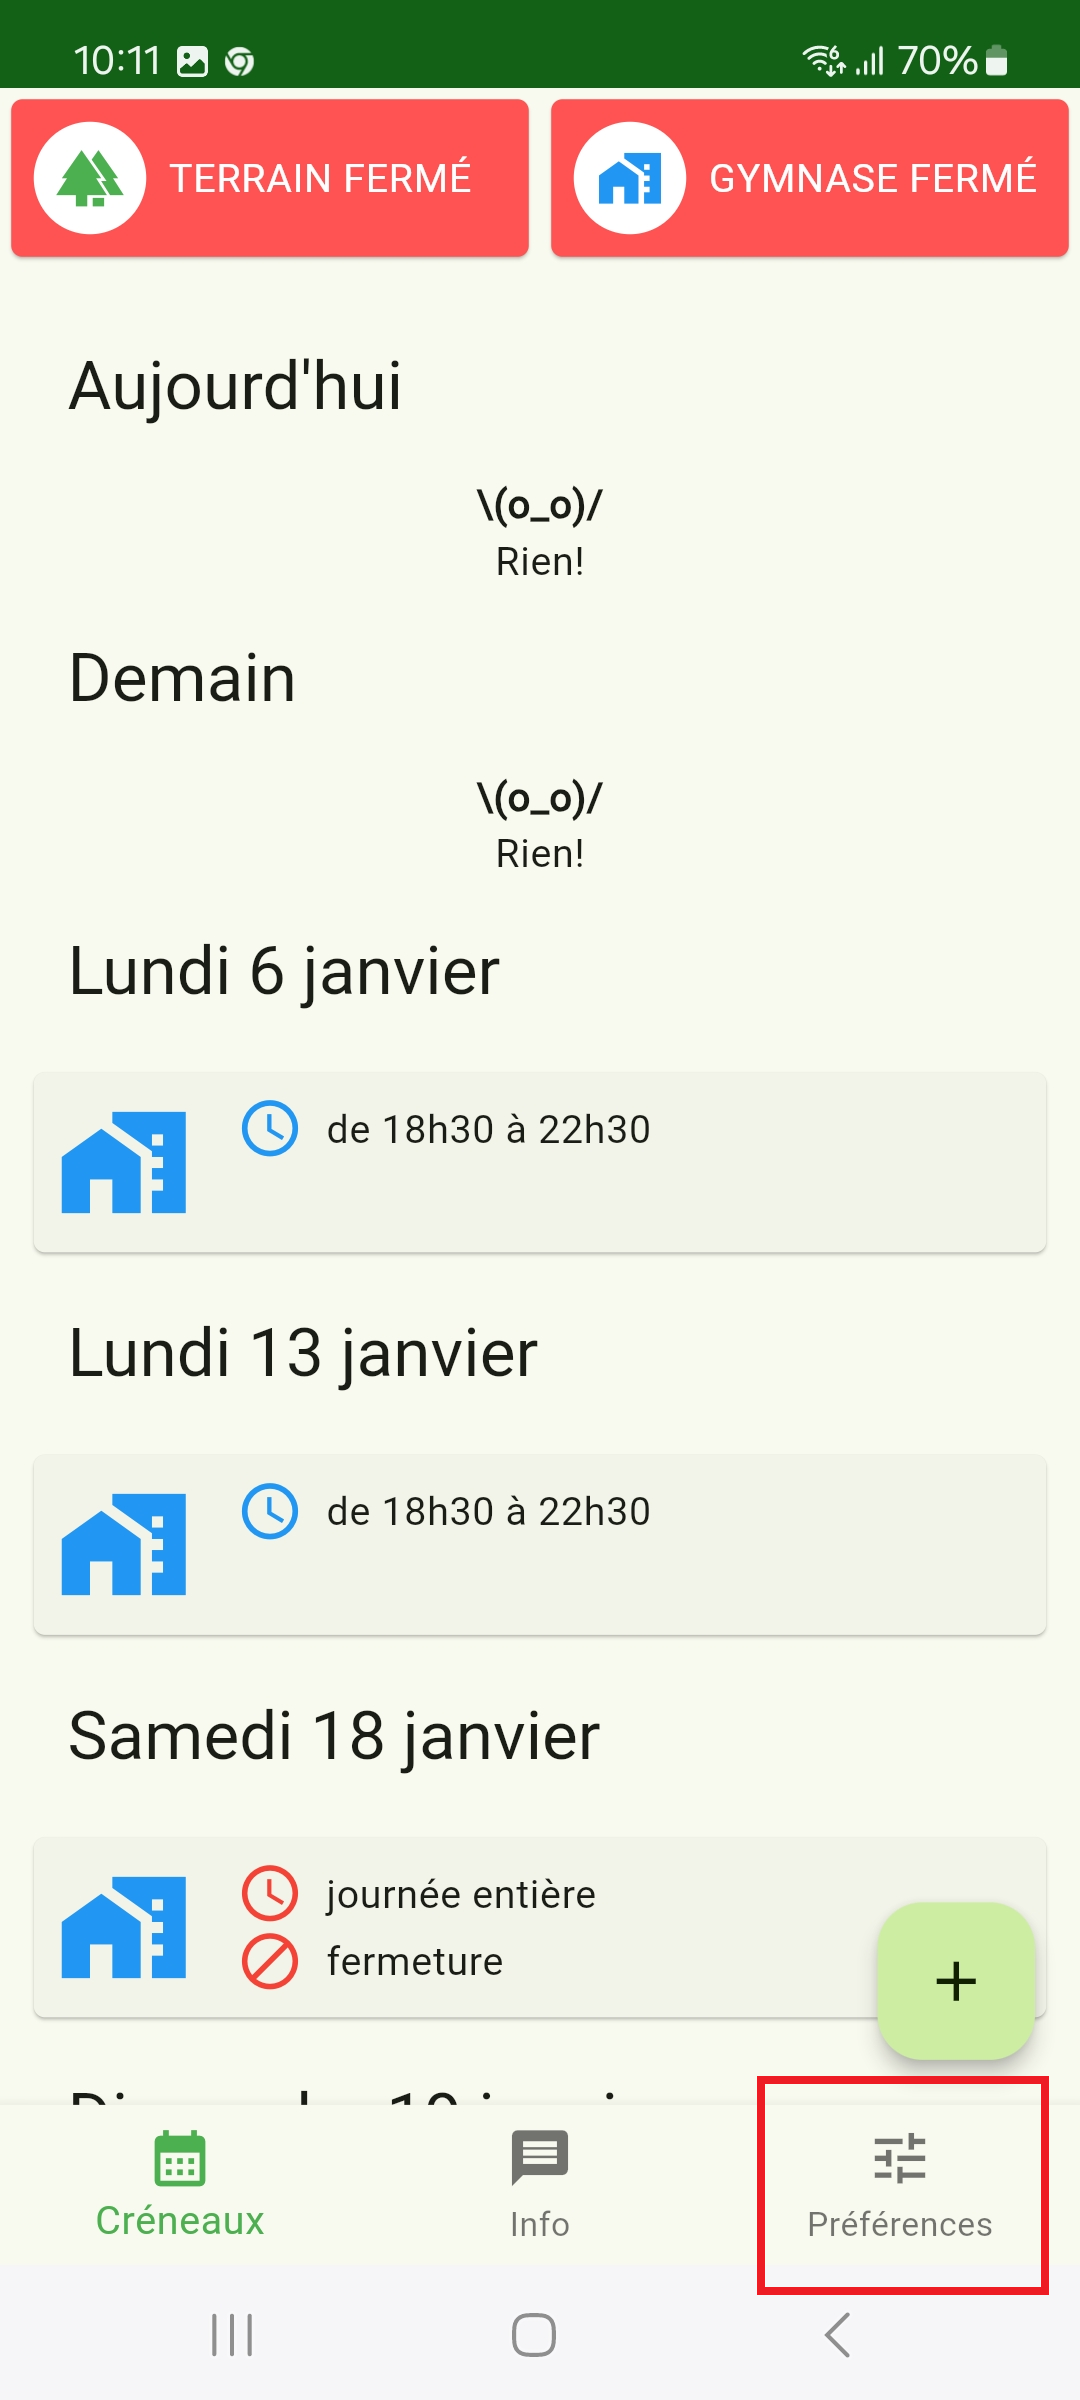 10:11
6 70%
TERRAIN FERMÉ
GYMNASE FERMÉ
Aujourd'hui
\(o_o)/
Rien!
Demain
\(o_o)/
Rien!
Lundi 6 janvier
de 18h30 à 22h30
Lundi 13 janvier
de 18h30 à 22h30
Samedi 18 janvier
journée entière
fermeture
+
Créneaux
Info
Préférences